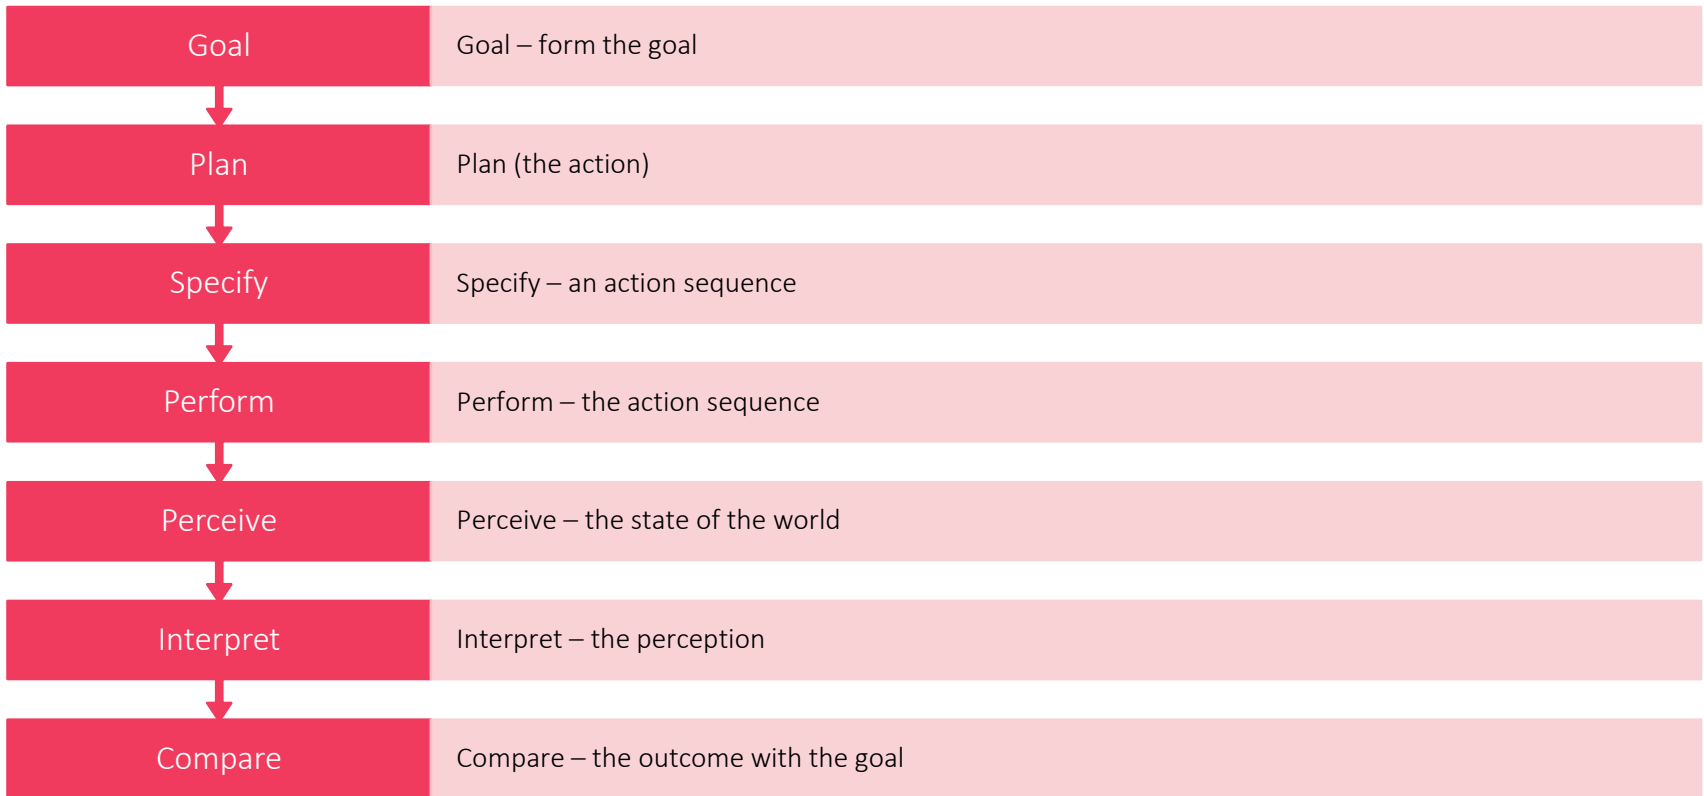 Goal
Goal – form the goal
Plan
Plan (the action)
Specify
Specify – an action sequence
Perform
Perform – the action sequence
Perceive
Perceive – the state of the world
Interpret
Interpret – the perception
Compare
Compare – the outcome with the goal